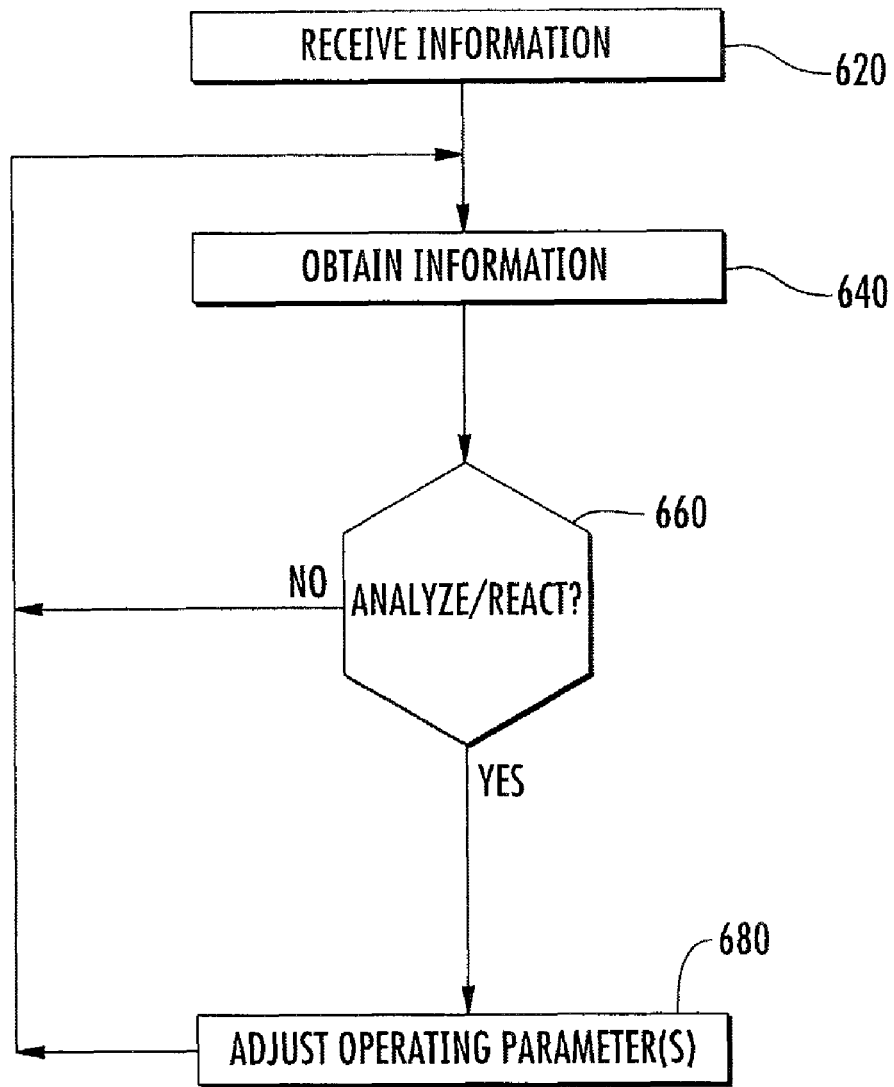 RECEIVE INFORMATION
620
OBTAIN INFORMATION
640
660
NO
ANALYZE/REACT?
YES
680
ADJUST OPERATING PARAMETER(S)